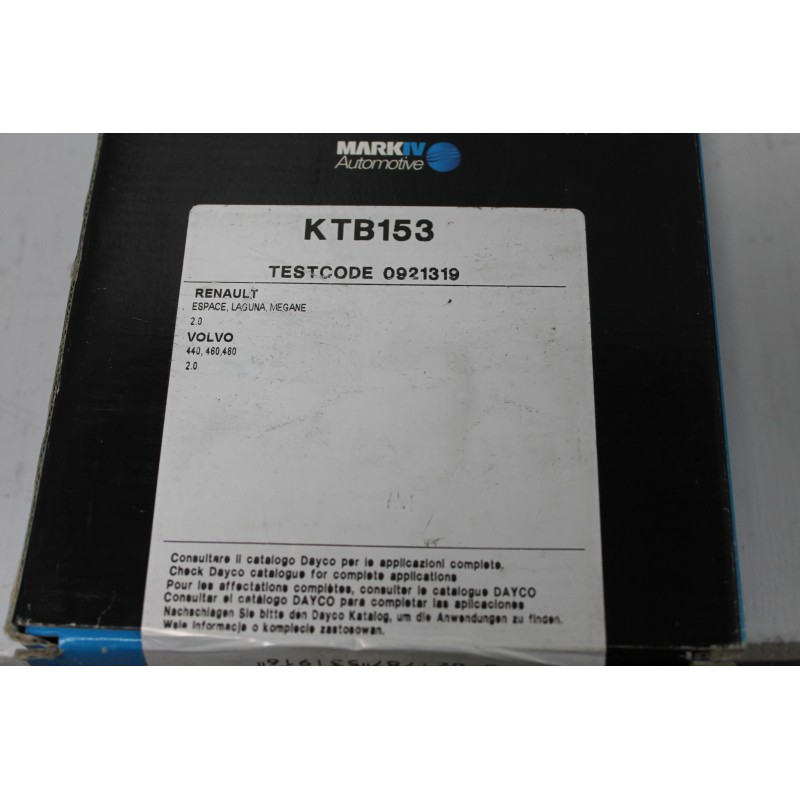 MARKIV
Automotive
KTB153
TESTCODE 0921319
RENAULT
ESPACE, LAGUNA, MEGANE
2.0
VOLVO
440, 460,480
2.0
Consultare il catalogo Dayco per le applicazioni complete.
Check Dayco catalogue for complete applications
Pour les affectations complètes, consulter le catalogue DAYCO
Consultar el catálogo DAYCO para completar las aplicaciones
Nachschlagen Sie bitte den Dayco Katalog, um die Anwendungen zu finden.
Wiele informacje o komplecie zastosowan.